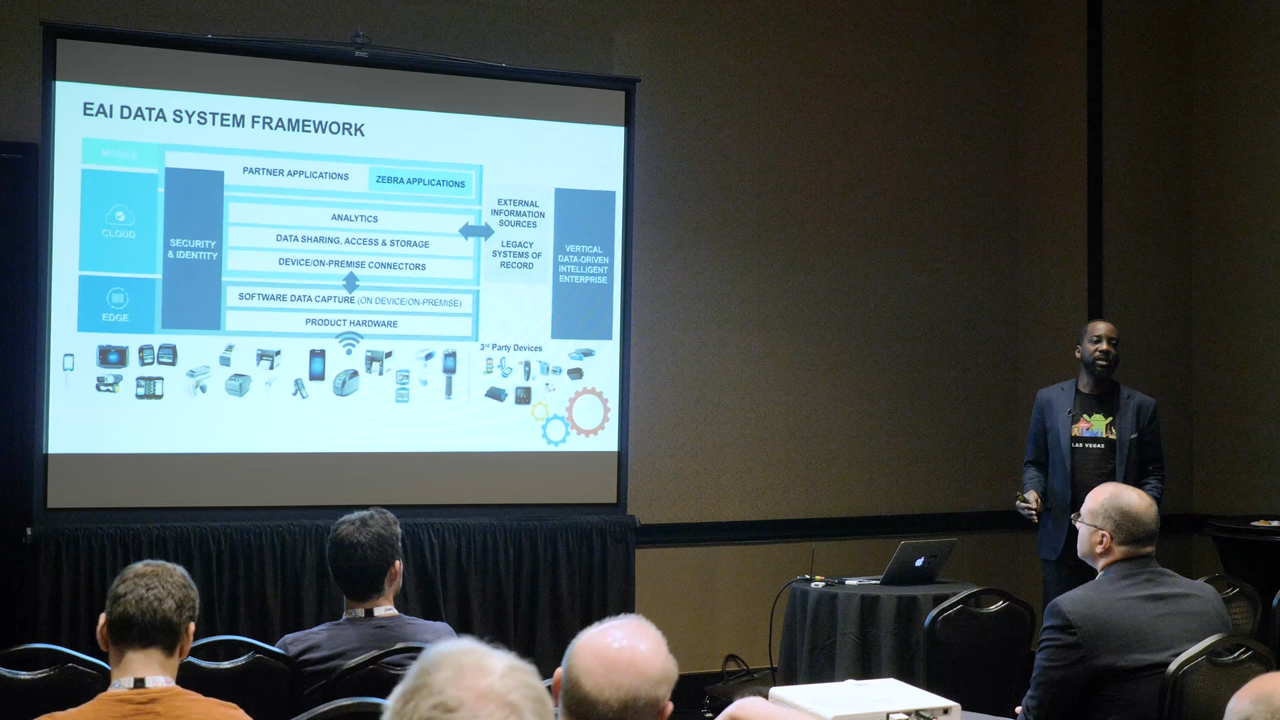 EAI DATA SYSTEM FRAMEWORK
MOBILE
PARTNER APPLICATIONS
ZEBRA APPLICATIONS
CLOUD
SECURITY
& IDENTITY
ANALYTICS
DATA SHARING, ACCESS & STORAGE
DEVICE/ON-PREMISE CONNECTORS
EXTERNAL
INFORMATION
SOURCES
LEGACY
SYSTEMS OF
RECORD
VERTICAL
DATA-DRIVEN
INTELLIGENT
ENTERPRISE
EDGE
SOFTWARE DATA CAPTURE (ON DEVICE/ON-PREMISE)
PRODUCT HARDWARE
3rd Party Devices
LAS VEGAS